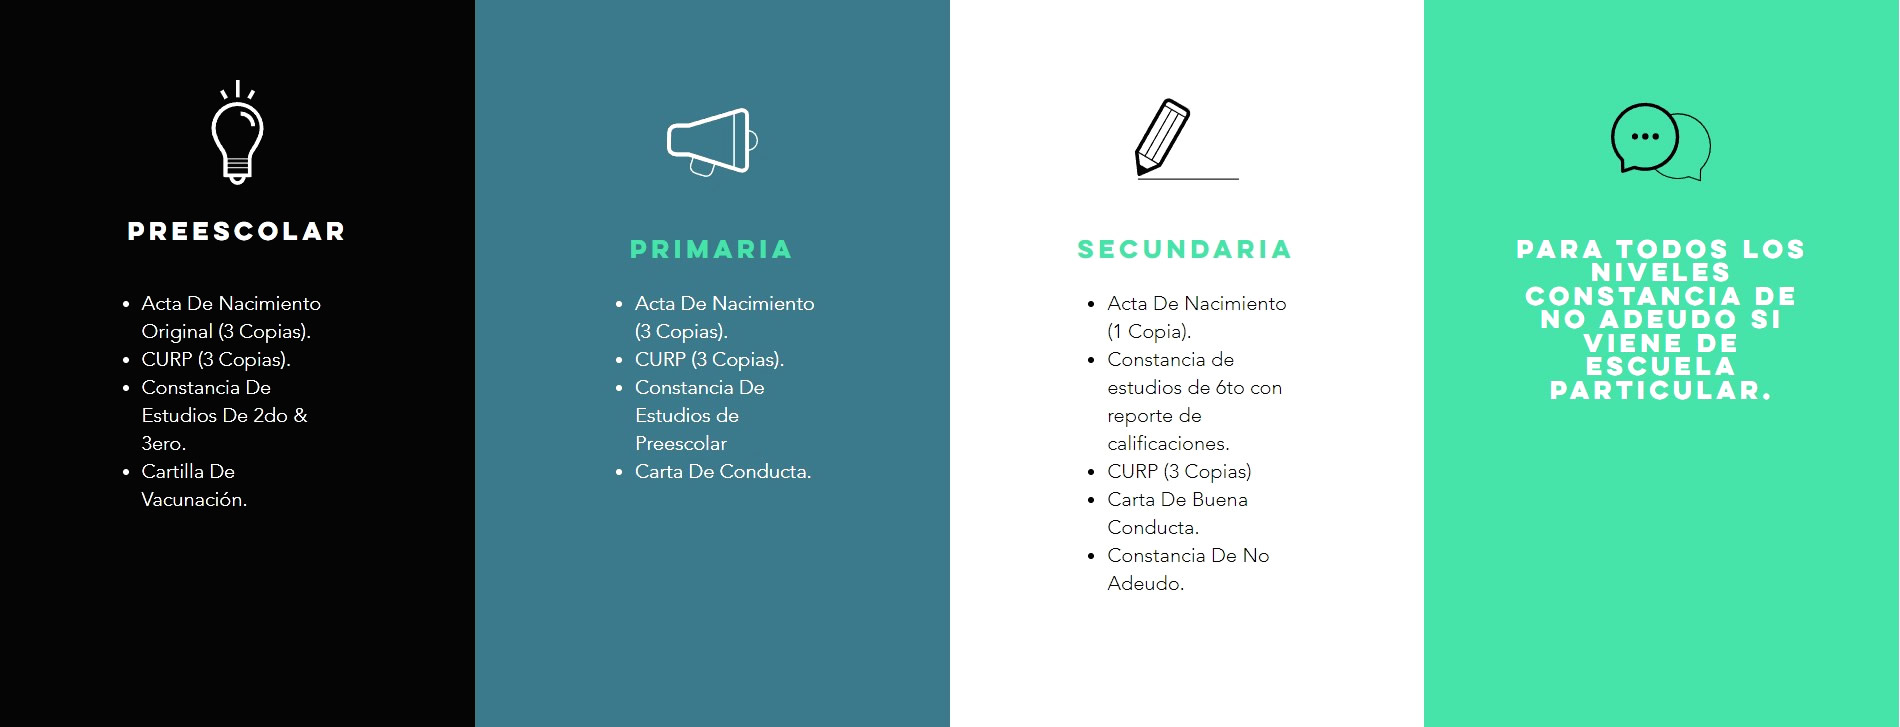 PREESCOLAR
• Acta De Nacimiento
Original (3 Copias).
• CURP (3 Copias).
• Constancia De
Estudios De 2do &
3ero.
• Cartilla De
Vacunación.
PRIMARIA
• Acta De Nacimiento
(3 Copias).
• CURP (3 Copias).
• Constancia De
Estudios de
Preescolar
• Carta De Conducta.
SECUNDARIA
• Acta De Nacimiento
(1 Copia).
• Constancia de
estudios de 6to con
reporte de
calificaciones.
• CURP (3 Copias)
• Carta De Buena
Conducta.
• Constancia De No
Adeudo.
PARA TODOS LOS
NIVELES
CONSTANCIA DE
NO ADEUDO SI
VIENE DE
ESCUELA
PARTICULAR.